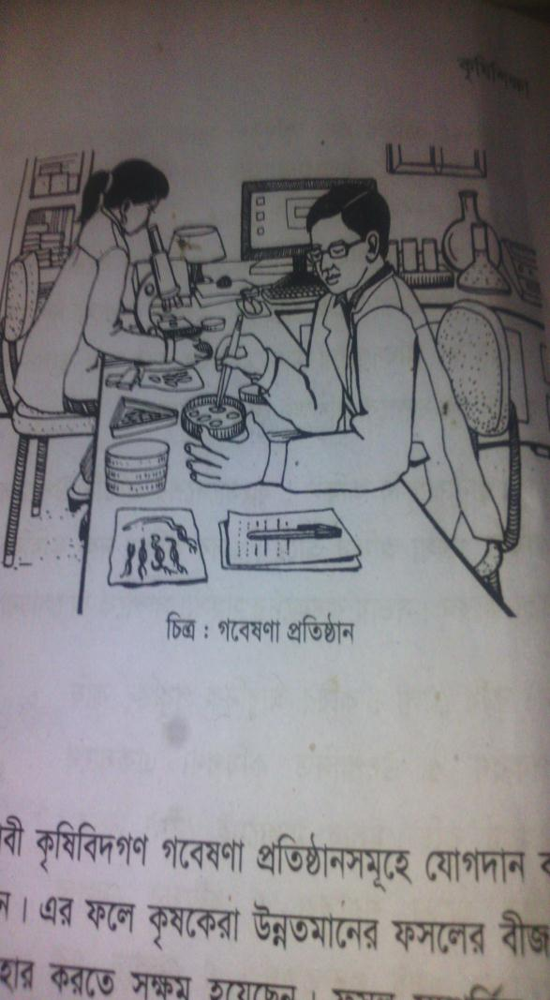 কৃষিশিক্ষা
চিত্র : গবেষণা প্রতিষ্ঠান
বী কৃষিবিদগণ গবেষণা প্রতিষ্ঠানসমূহে যোগদান ক
ন। এর ফলে কৃষকেরা উন্নতমানের ফসলের বীজ
হার করতে সক্ষম হয়েছেন।